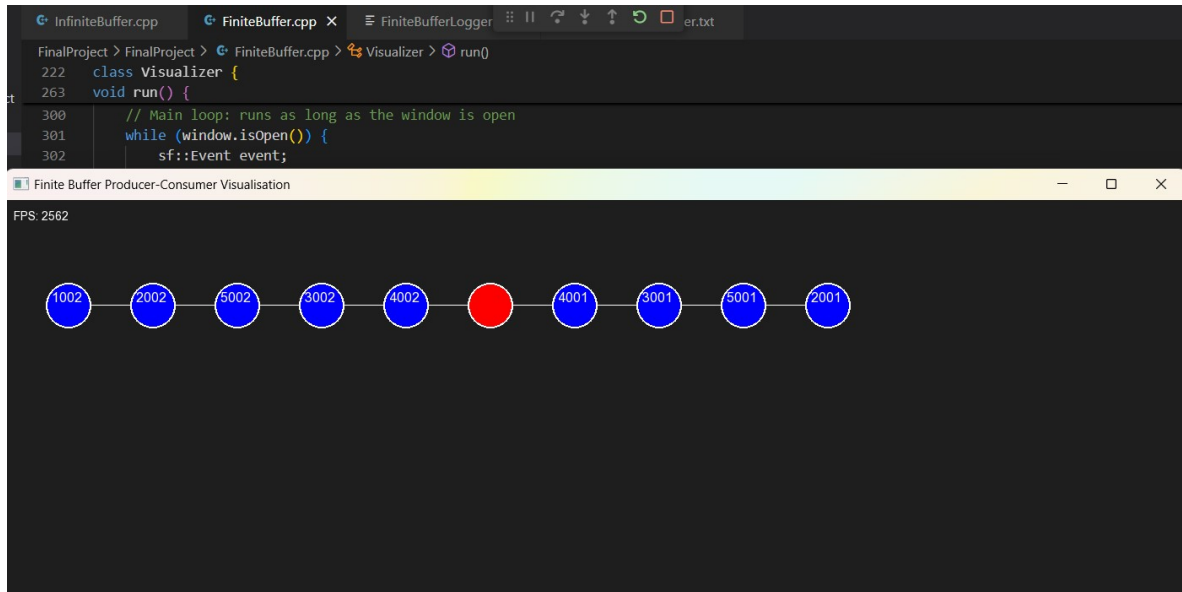 InfiniteBuffer.cpp FiniteBuffer.cpp FiniteBufferLogger er.txt
FinalProject > FinalProject > FiniteBuffer.cpp > Visualizer > run()
222 class Visualizer {
263 void run() {
ct
300 // Main loop: runs as long as the window is open
301 while (window.isOpen()) {
302 sf::Event event;
Finite Buffer Producer-Consumer Visualisation
FPS: 2562
1002 2002 5002 3002 4002 4001 3001 5001 2001